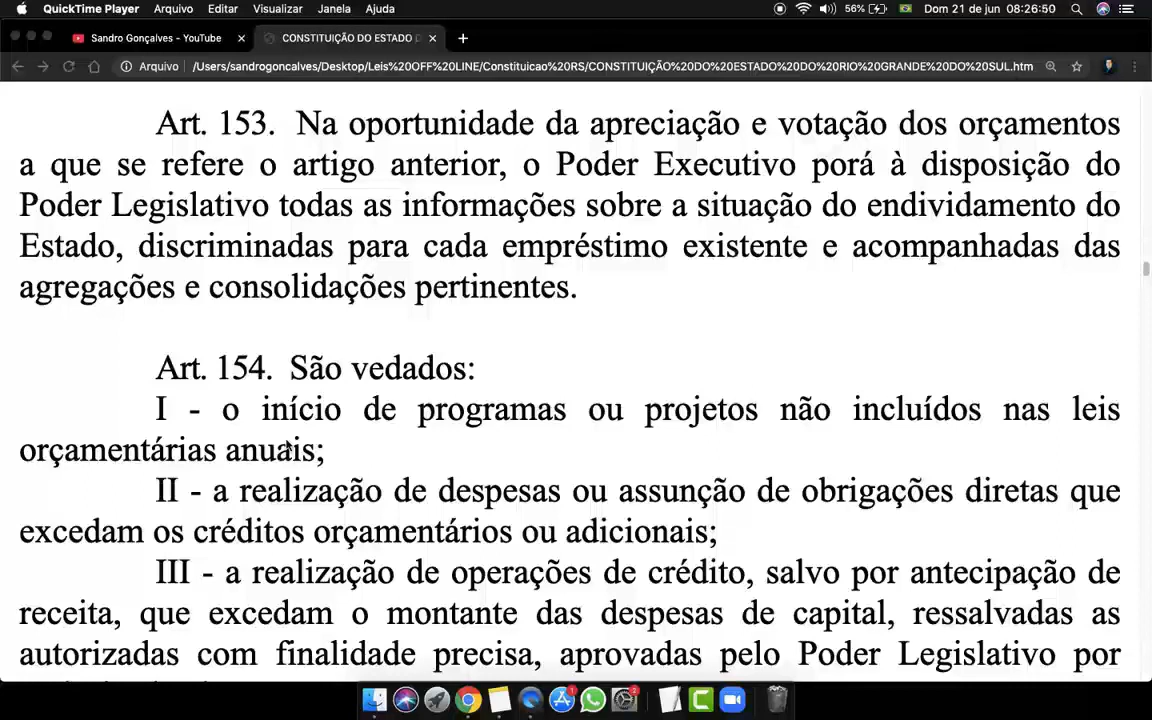 QuickTime Player Arquivo Editar Visualizar Janela Ajuda 56% Dom 21 de jun 08:26:50
Sandro Gonçalves - YouTube CONSTITUIÇÃO DO ESTADO
Arquivo /Users/sandrogoncalves/Desktop/Leis%20OFF%20LINE/Constituicao%20RS/CONSTITUIÇÃO%20DO%20ESTADO%20DO%20RIO%20GRANDE%20DO%20SUL.htm
Art. 153. Na oportunidade da apreciação e votação dos orçamentos
a que se refere o artigo anterior, o Poder Executivo porá à disposição do
Poder Legislativo todas as informações sobre a situação do endividamento do
Estado, discriminadas para cada empréstimo existente e acompanhadas das
agregações e consolidações pertinentes.
Art. 154. São vedados:
I - o início de programas ou projetos não incluídos nas leis
orçamentárias anuais;
II - a realização de despesas ou assunção de obrigações diretas que
excedam os créditos orçamentários ou adicionais;
III - a realização de operações de crédito, salvo por antecipação de
receita, que excedam o montante das despesas de capital, ressalvadas as
autorizadas com finalidade precisa, aprovadas pelo Poder Legislativo por